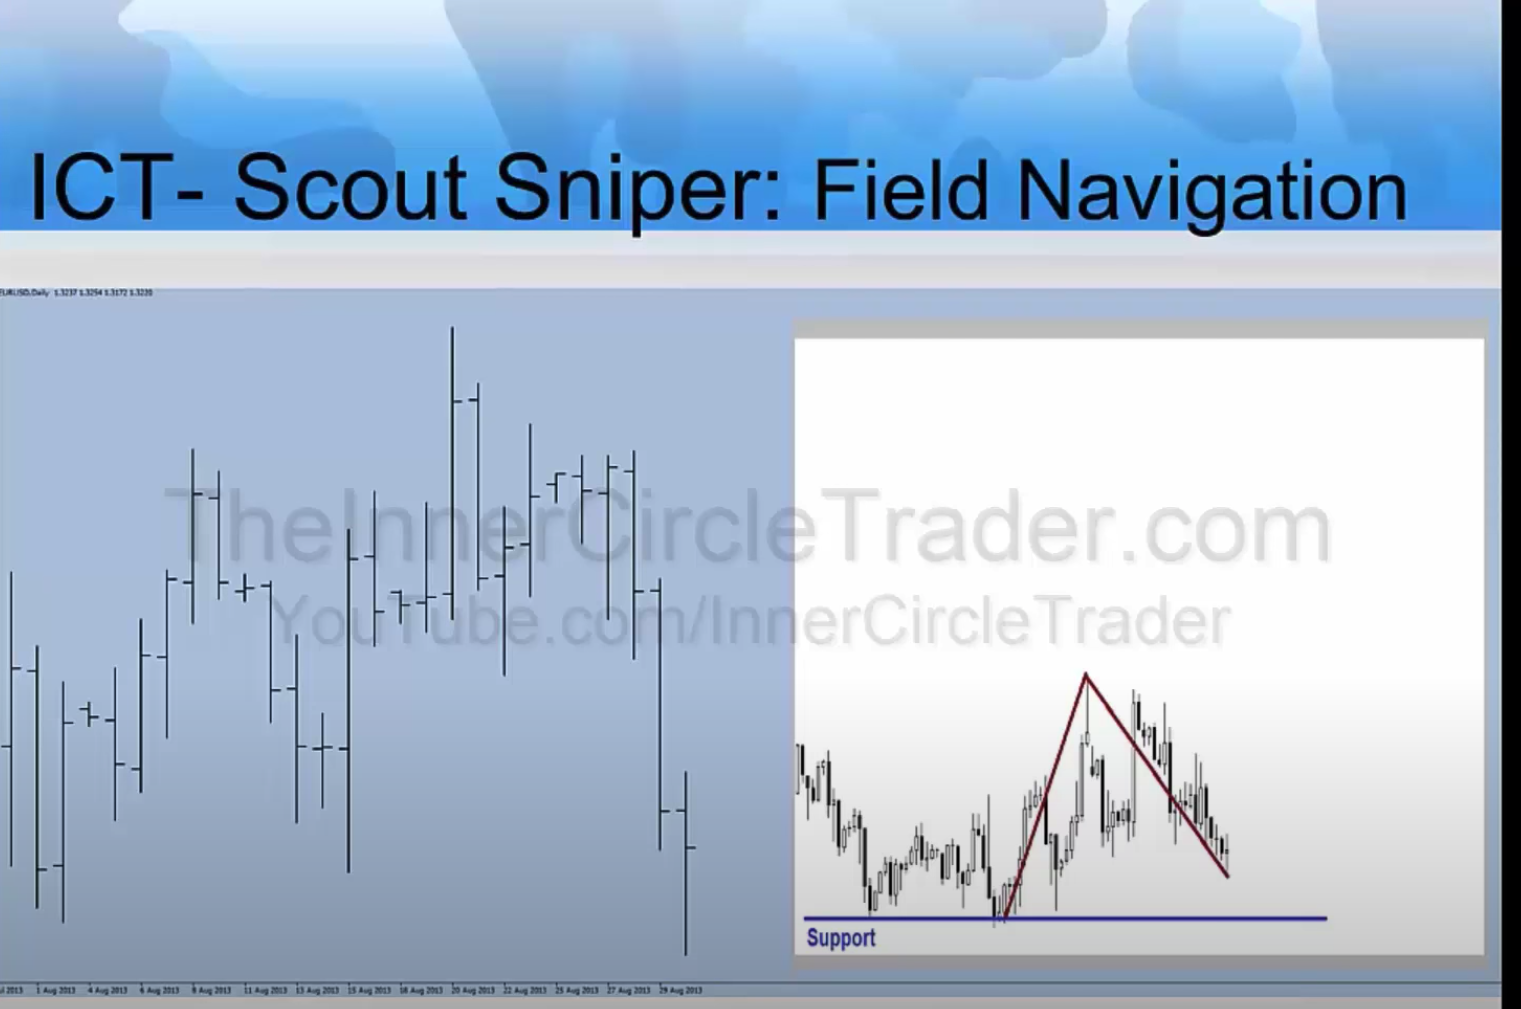 ICT- Scout Sniper: Field Navigation
EURUSD,Daily 1.3237 1.3254 1.3172 1.3220
TheInnerCircleTrader.com
YouTube.com/InnerCircleTrader
Support
2013 1 Aug 2013 4 Aug 2013 6 Aug 2013 8 Aug 2013 11 Aug 2013 13 Aug 2013 15 Aug 2013 18 Aug 2013 20 Aug 2013 22 Aug 2013 25 Aug 2013 27 Aug 2013 29 Aug 2013